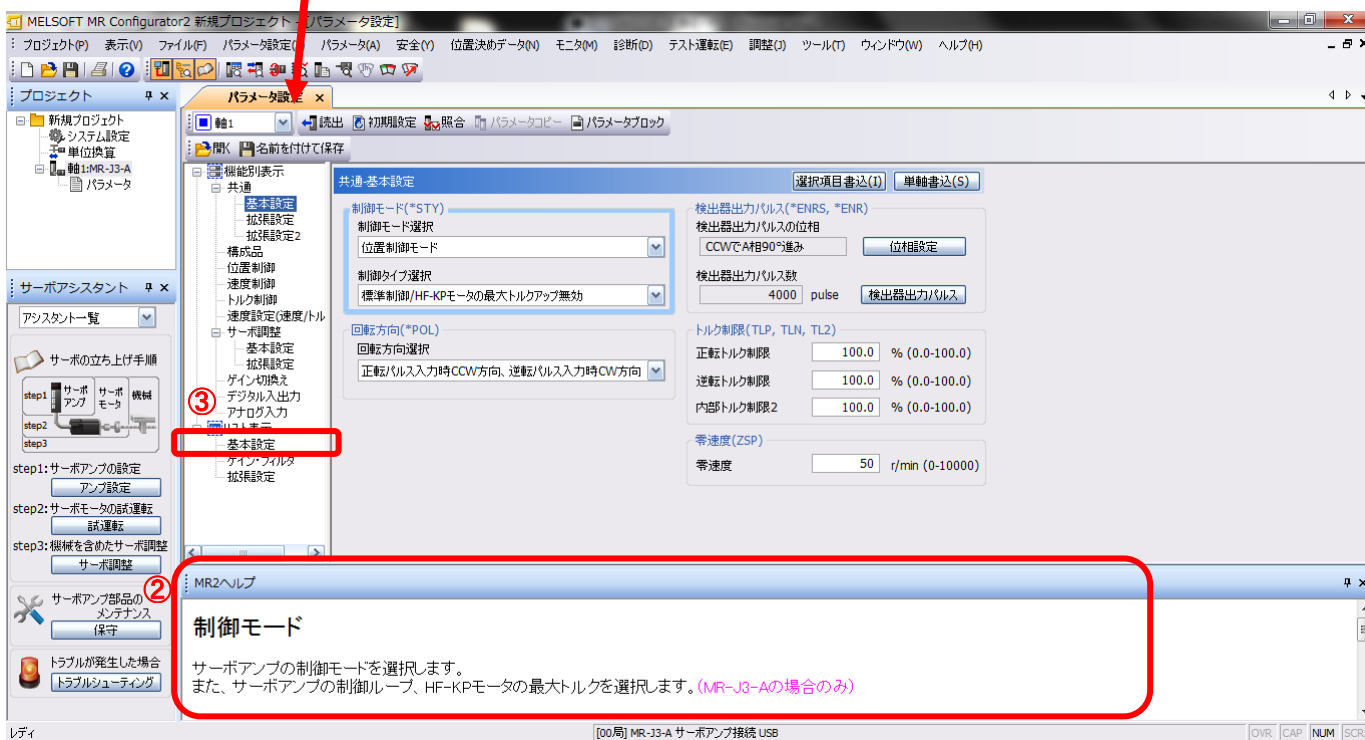 MELSOFT MR Configurator2 新規プロジェクト - [パラメータ設定]
プロジェクト(P) 表示(V) ファイル(F) パラメータ設定(Z) パラメータ(A) 安全(Y) 位置決めデータ(N) モニタ(M) 診断(D) テスト運転(E) 調整(J) ツール(T) ウィンドウ(W) ヘルプ(H)
プロジェクト
新規プロジェクト
システム設定
単位換算
軸1:MR-J3-A
パラメータ
サーボアシスタント
アシスタント一覧
サーボの立ち上げ手順
step1
サーボ
アンプ
サーボ
モータ
機械
step2
step3
step1:サーボアンプの設定
アンプ設定
step2:サーボモータの試運転
試運転
step3:機械を含めたサーボ調整
サーボ調整
サーボアンプ部品の
メンテナンス
保守
トラブルが発生した場合
トラブルシューティング
パラメータ設定
軸1 読出 初期設定 照合 パラメータコピー パラメータブロック
開く 名前を付けて保存
機能別表示
共通
基本設定
拡張設定
拡張設定2
構成品
位置制御
速度制御
トルク制御
速度設定(速度/トル
サーボ調整
基本設定
拡張設定
ゲイン切換え
デジタル入出力
アナログ入力
リスト表示
③
基本設定
ゲイン・フィルタ
拡張設定
共通-基本設定
選択項目書込(I) 単軸書込(S)
制御モード(*STY)
制御モード選択
位置制御モード
制御タイプ選択
標準制御/HF-KPモータの最大トルクアップ無効
回転方向(*POL)
回転方向選択
正転パルス入力時CCW方向、逆転パルス入力時CW方向
検出器出力パルス(*ENRS, *ENR)
検出器出力パルスの位相
CCWでA相90°進み 位相設定
検出器出力パルス数
4000 pulse 検出器出力パルス
トルク制限(TLP, TLN, TL2)
正転トルク制限 100.0 % (0.0-100.0)
逆転トルク制限 100.0 % (0.0-100.0)
内部トルク制限2 100.0 % (0.0-100.0)
零速度(ZSP)
零速度 50 r/min (0-10000)
②
MR2ヘルプ
制御モード
サーボアンプの制御モードを選択します。
また、サーボアンプの制御ループ、HF-KPモータの最大トルクを選択します。(MR-J3-Aの場合のみ)
レディ
[00局] MR-J3-A サーボアンプ接続 USB
OVR CAP NUM SCR